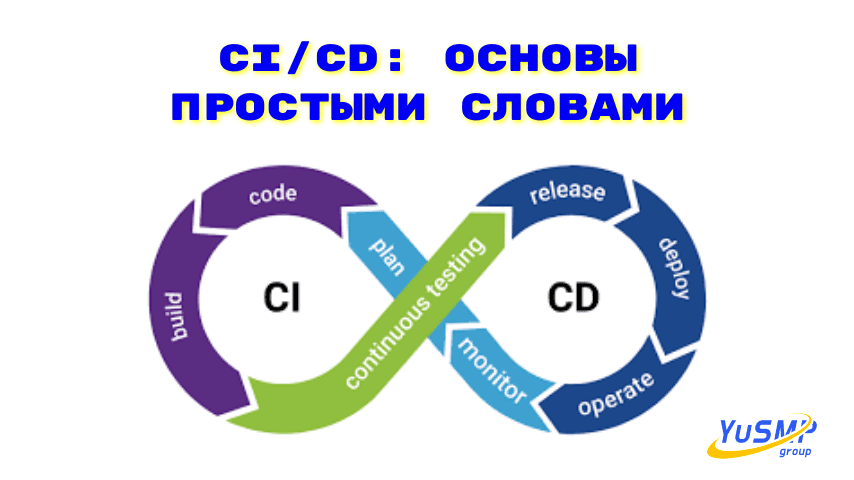 CI/CD: ОСНОВЫ
ПРОСТЫМИ СЛОВАМИ
code
build
CI
plan
continuous testing
release
deploy
CD
operate
monitor
YuSMP
group